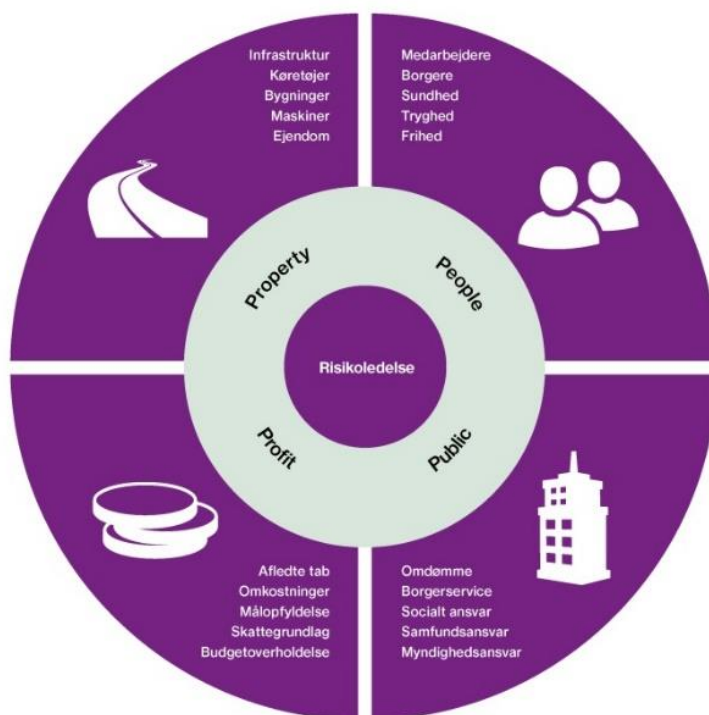 Infrastruktur
Køretøjer
Bygninger
Maskiner
Ejendom
Medarbejdere
Borgere
Sundhed
Tryghed
Frihed
Property
People
Risikoledelse
Profit
Public
Afledte tab
Omkostninger
Målopfyldelse
Skattegrundlag
Budgetoverholdelse
Omdømme
Borgerservice
Socialt ansvar
Samfundsansvar
Myndighedsansvar